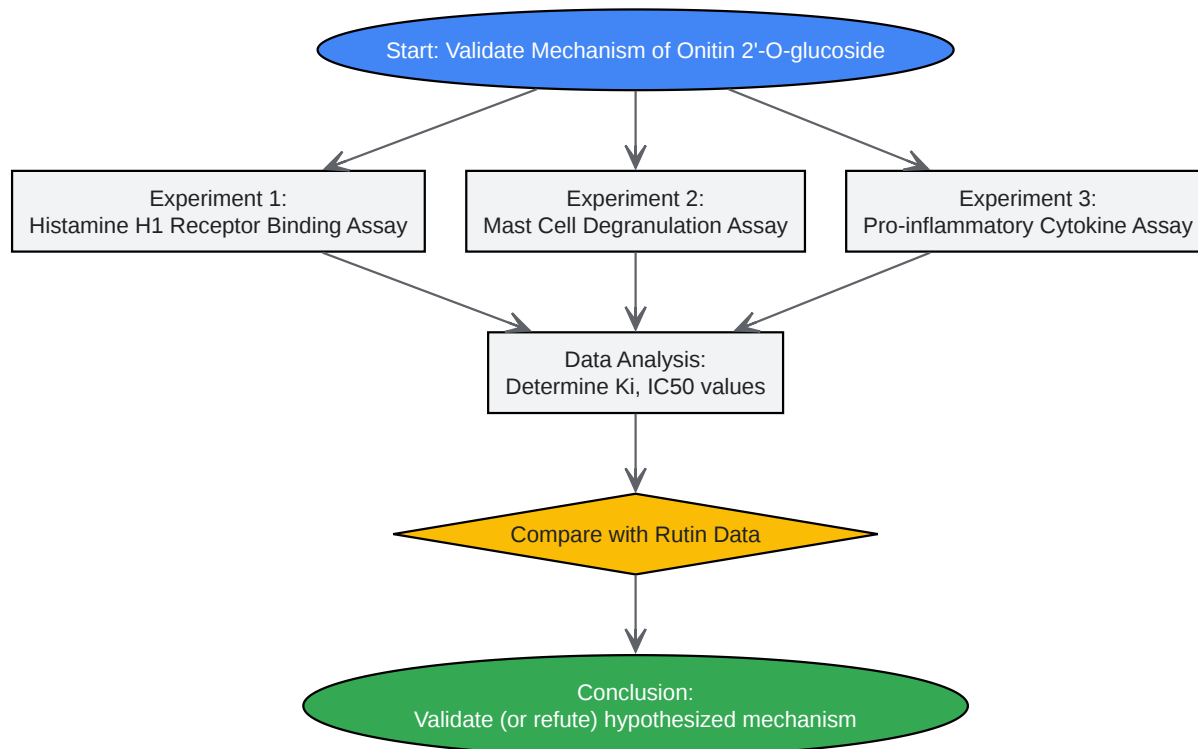 Start: Validate Mechanism of Onitin 2'-O-glucoside
Experiment 1:
Histamine H1 Receptor Binding Assay
Experiment 2:
Mast Cell Degranulation Assay
Experiment 3:
Pro-inflammatory Cytokine Assay
Data Analysis:
Determine Ki, IC50 values
Compare with Rutin Data
Conclusion:
Validate (or refute) hypothesized mechanism